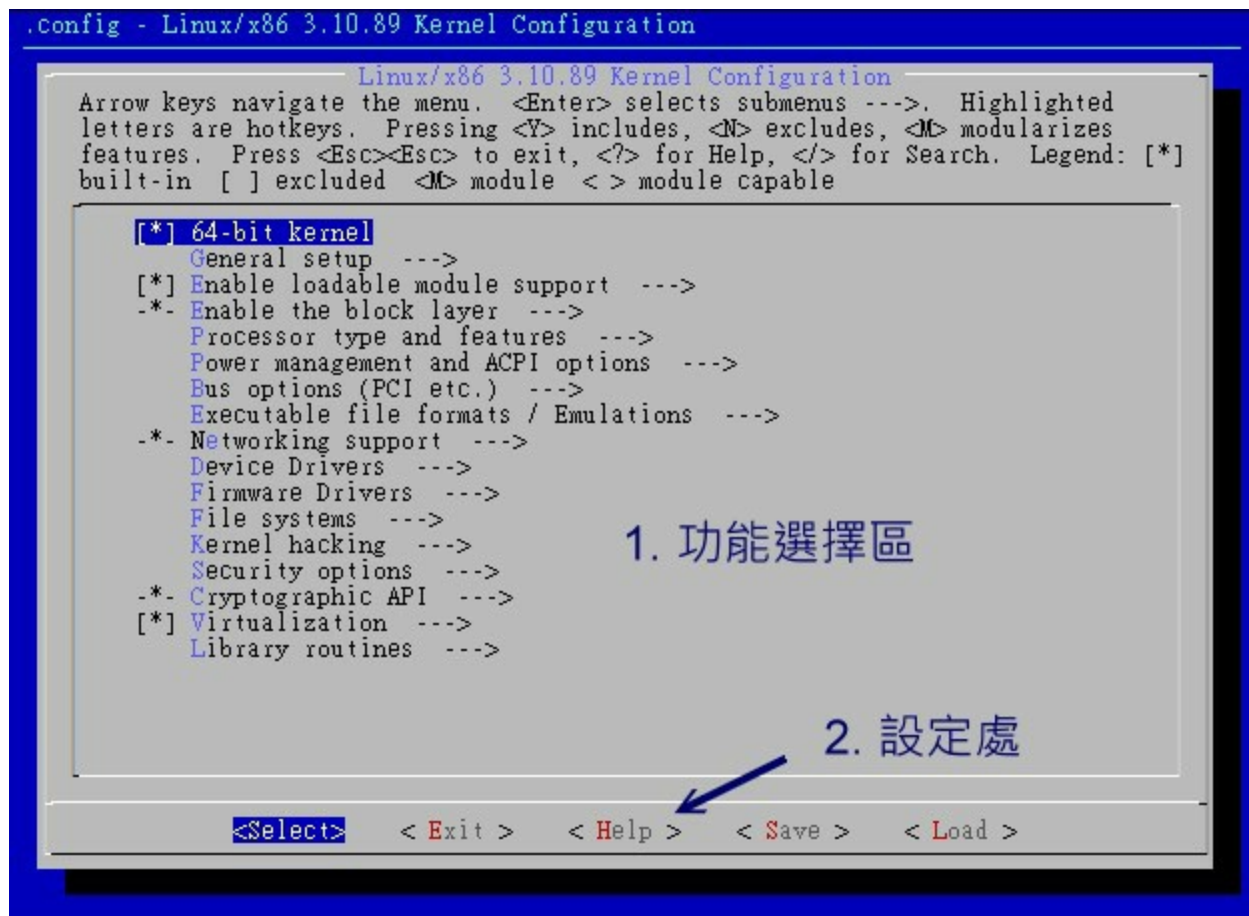 .config - Linux/x86 3.10.89 Kernel Configuration
Linux/x86 3.10.89 Kernel Configuration
Arrow keys navigate the menu.  <Enter> selects submenus --->.  Highlighted
letters are hotkeys.  Pressing <Y> includes, <N> excludes, <M> modularizes
features.  Press <Esc><Esc> to exit, <?> for Help, </> for Search.  Legend: [*]
built-in  [ ] excluded  <M> module  < > module capable
[*] 64-bit kernel
General setup  --->
[*] Enable loadable module support  --->
-*- Enable the block layer  --->
Processor type and features  --->
Power management and ACPI options  --->
Bus options (PCI etc.)  --->
Executable file formats / Emulations  --->
-*- Networking support  --->
Device Drivers  --->
Firmware Drivers  --->
File systems  --->
Kernel hacking  --->
1. 功能選擇區
Security options  --->
-*- Cryptographic API  --->
[*] Virtualization  --->
Library routines  --->
2. 設定處
<Select>    < Exit >    < Help >    < Save >    < Load >